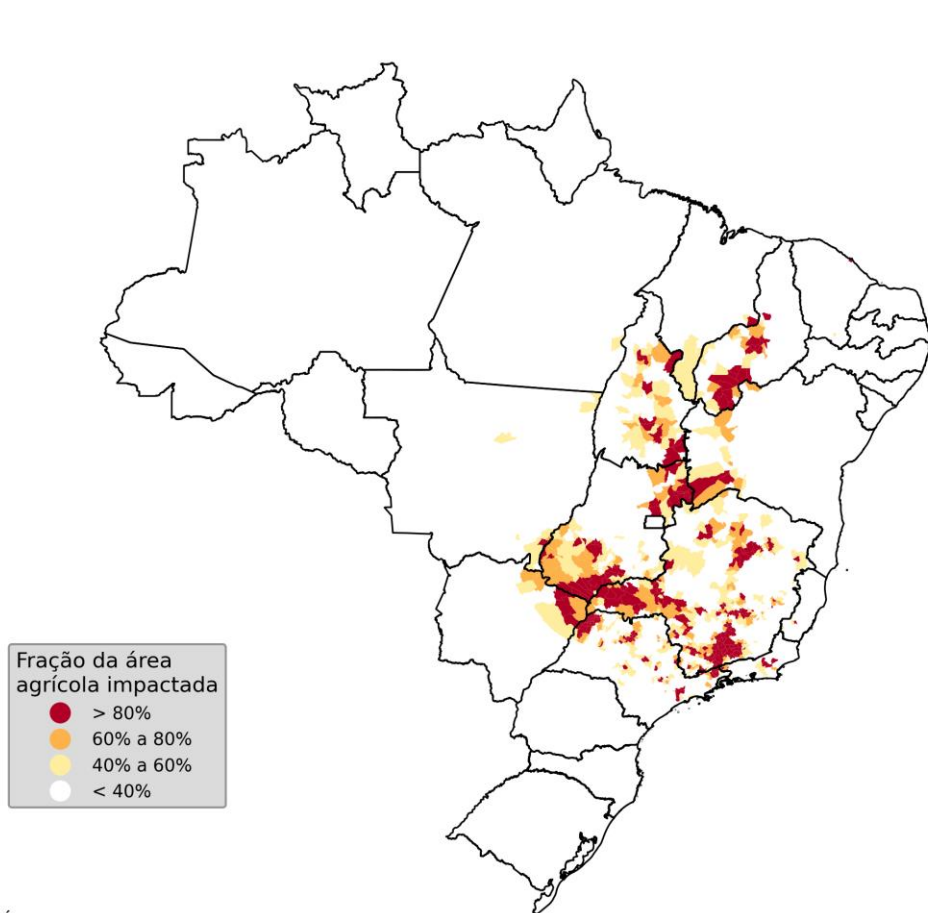 Fração da área
agrícola impactada
> 80%
60% a 80%
40% a 60%
< 40%